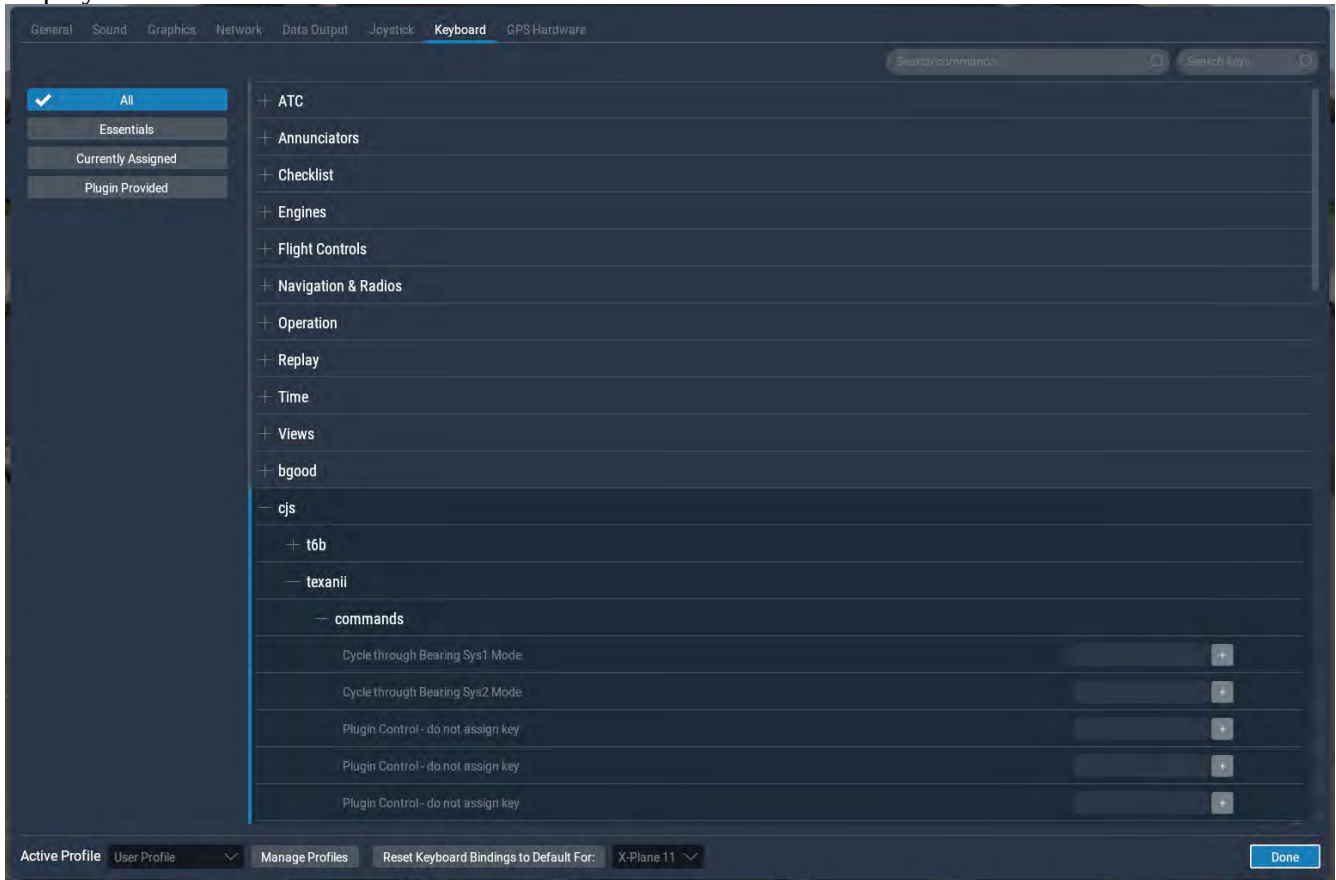 General Sound Graphics Network Data Output Joystick Keyboard GPS Hardware
Search commands Search keys
All
Essentials
Currently Assigned
Plugin Provided
ATC
Annunciators
Checklist
Engines
Flight Controls
Navigation & Radios
Operation
Replay
Time
Views
bgood
cjs
t6b
texanii
commands
Cycle through Bearing Sys1 Mode
Cycle through Bearing Sys2 Mode
Plugin Control - do not assign key
Plugin Control - do not assign key
Plugin Control - do not assign key
Active Profile User Profile Manage Profiles Reset Keyboard Bindings to Default For: X-Plane 11 Done